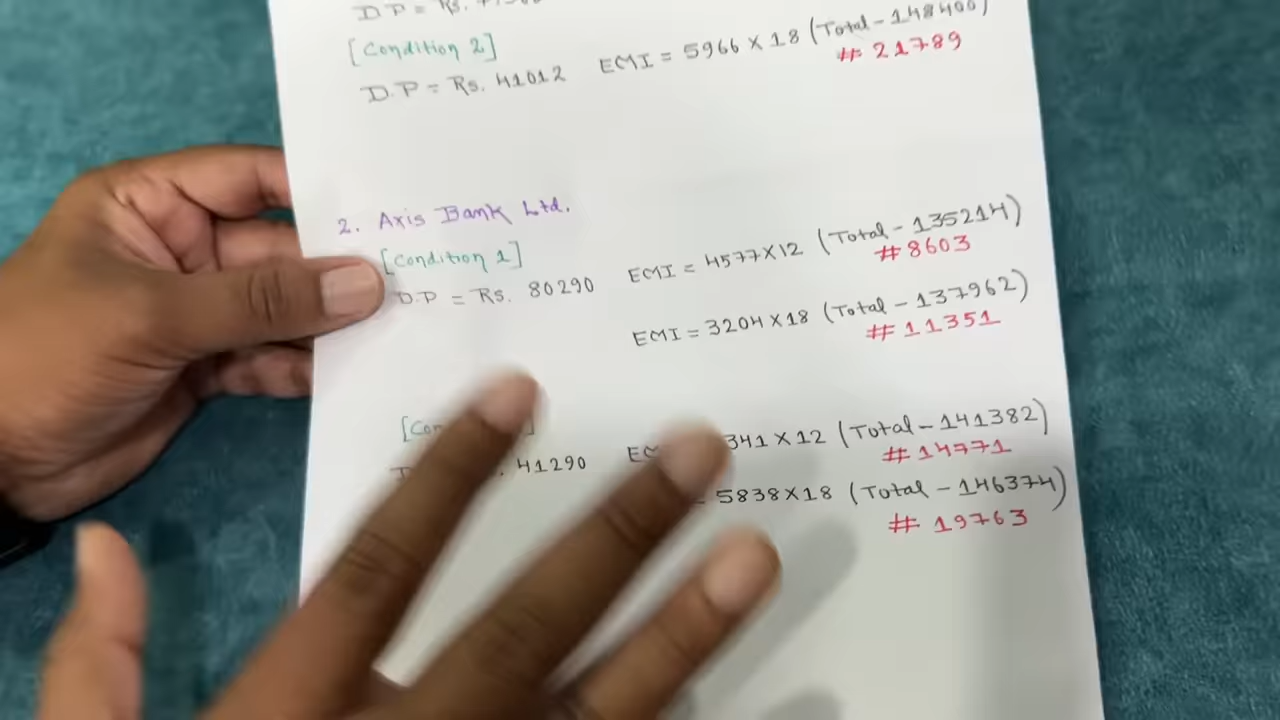 D.P = Rs.
[Condition 2]
D.P = Rs. 41012 EMI = 5966 X 18 (Total - 148400)
# 21789
2. Axis Bank Ltd.
[Condition 1]
D.P = Rs. 80290 EMI = 4577 X 12 (Total - 135214)
# 8603
EMI = 3204 X 18 (Total - 137962)
# 11351
41290 341 X 12 (Total - 141382)
# 14771
= 5838 X 18 (Total - 146374)
# 19763